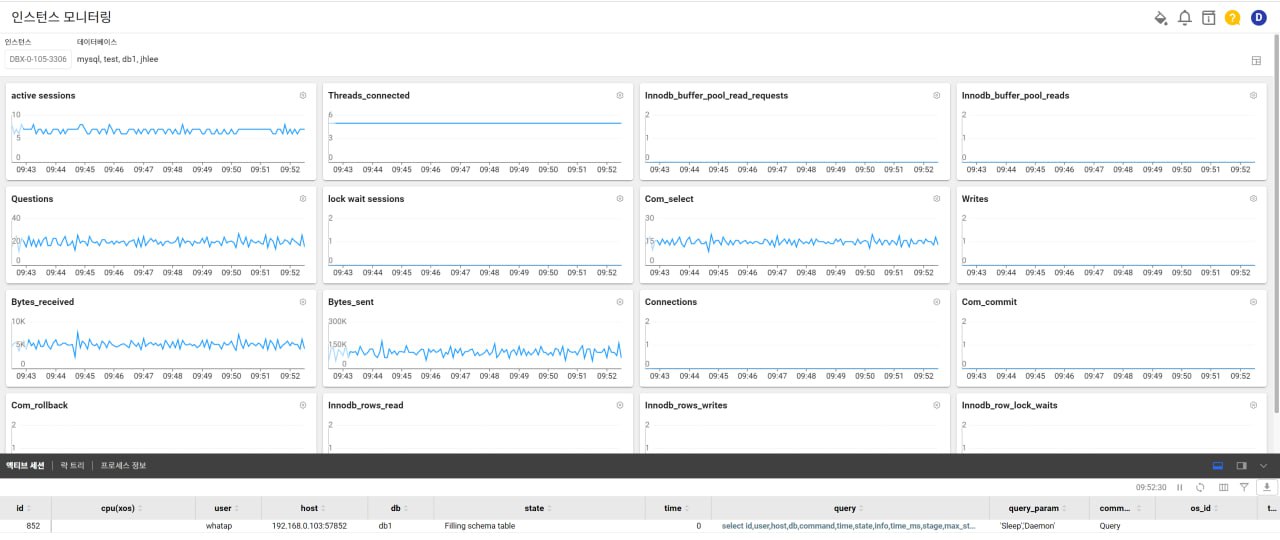 인스턴스 모니터링
D
인스턴스 데이터베이스
DBX-0-105-3306 mysql, test, db1, jhlee
active sessions
10
5
0
09:43 09:44 09:45 09:46 09:47 09:48 09:49 09:50 09:51 09:52
Threads_connected
6
3
0
09:43 09:44 09:45 09:46 09:47 09:48 09:49 09:50 09:51 09:52
Innodb_buffer_pool_read_requests
2
1
0
09:43 09:44 09:45 09:46 09:47 09:48 09:49 09:50 09:51 09:52
Innodb_buffer_pool_reads
2
1
0
09:43 09:44 09:45 09:46 09:47 09:48 09:49 09:50 09:51 09:52
Questions
40
20
0
09:43 09:44 09:45 09:46 09:47 09:48 09:49 09:50 09:51 09:52
lock wait sessions
2
1
0
09:43 09:44 09:45 09:46 09:47 09:48 09:49 09:50 09:51 09:52
Com_select
30
15
0
09:43 09:44 09:45 09:46 09:47 09:48 09:49 09:50 09:51 09:52
Writes
2
1
0
09:43 09:44 09:45 09:46 09:47 09:48 09:49 09:50 09:51 09:52
Bytes_received
10K
5K
0
09:43 09:44 09:45 09:46 09:47 09:48 09:49 09:50 09:51 09:52
Bytes_sent
300K
150K
0
09:43 09:44 09:45 09:46 09:47 09:48 09:49 09:50 09:51 09:52
Connections
2
1
0
09:43 09:44 09:45 09:46 09:47 09:48 09:49 09:50 09:51 09:52
Com_commit
2
1
0
09:43 09:44 09:45 09:46 09:47 09:48 09:49 09:50 09:51 09:52
Com_rollback
2
1
Innodb_rows_read
2
1
Innodb_rows_writes
2
1
Innodb_row_lock_waits
2
1
액티브 세션 락 트리 프로세스 정보
09:52:30
id cpu(xos) user host db state time query query_param comm... os_id t...
852 whatap 192.168.0.103:57852 db1 Filling schema table 0 select id,user,host,db,command,time,state,info,time_ms,stage,max_st... 'Sleep','Daemon' Query